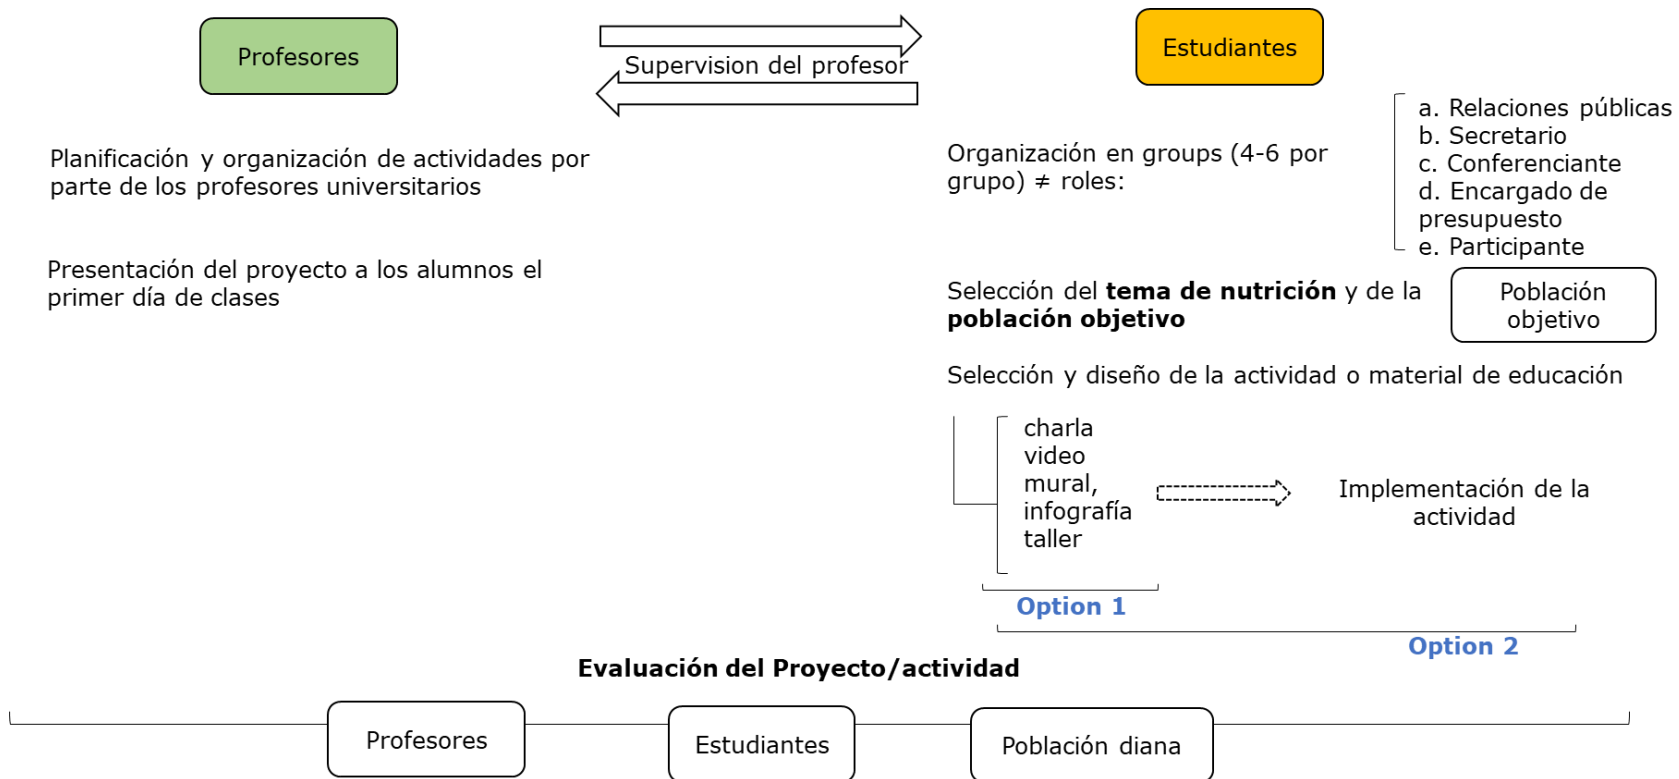 Profesores
Supervision del profesor
Estudiantes
Planificación y organización de actividades por
parte de los profesores universitarios
Presentación del proyecto a los alumnos el
primer día de clases
Organización en groups (4-6 por
grupo) ≠ roles:
a. Relaciones públicas
b. Secretario
c. Conferenciante
d. Encargado de
presupuesto
e. Participante
Selección del tema de nutrición y de la
población objetivo
Población
objetivo
Selección y diseño de la actividad o material de educación
charla
video
mural,
infografía
taller
Implementación de la
actividad
Option 1
Option 2
Evaluación del Proyecto/actividad
Profesores
Estudiantes
Población diana